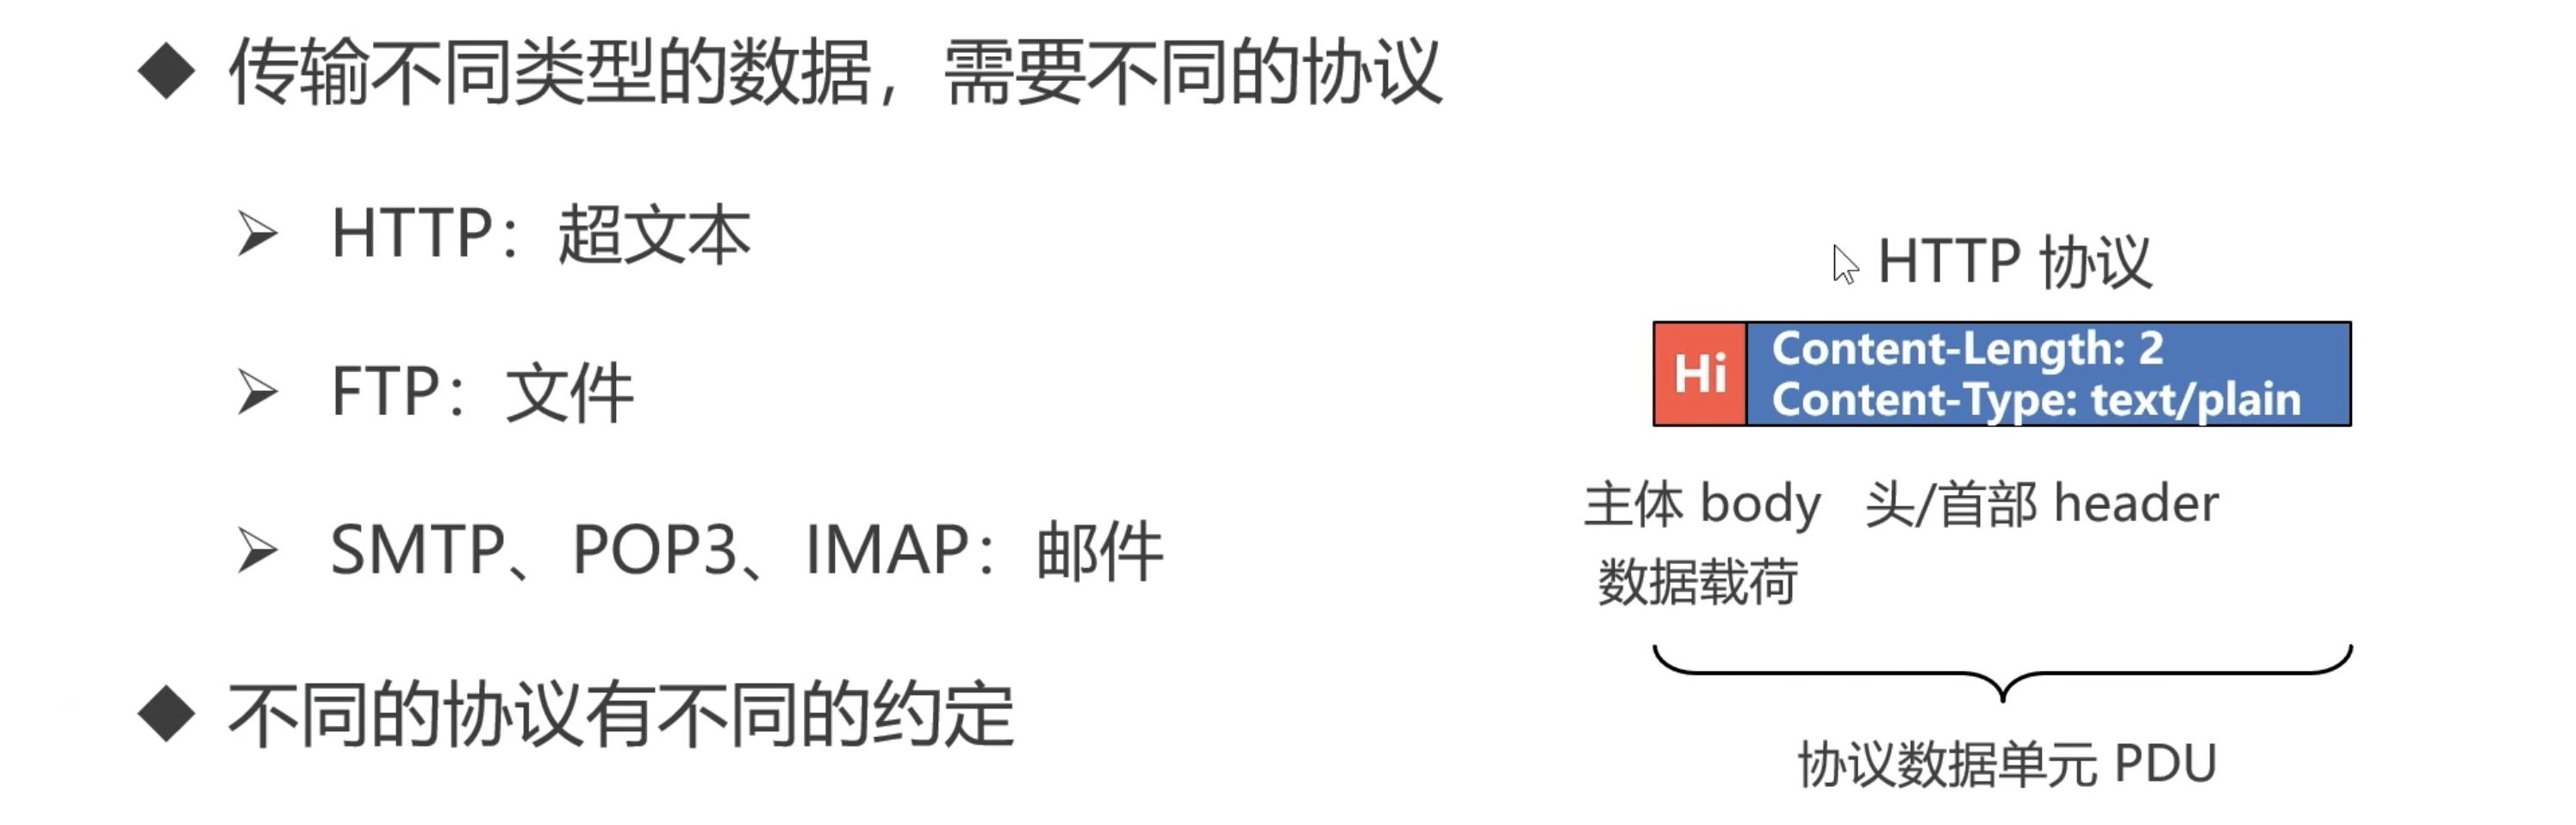 传输不同类型的数据，需要不同的协议
HTTP：超文本
FTP：文件
SMTP、POP3、IMAP：邮件
不同的协议有不同的约定
HTTP 协议
Hi
Content-Length: 2
Content-Type: text/plain
主体 body 头/首部 header
数据载荷
协议数据单元 PDU